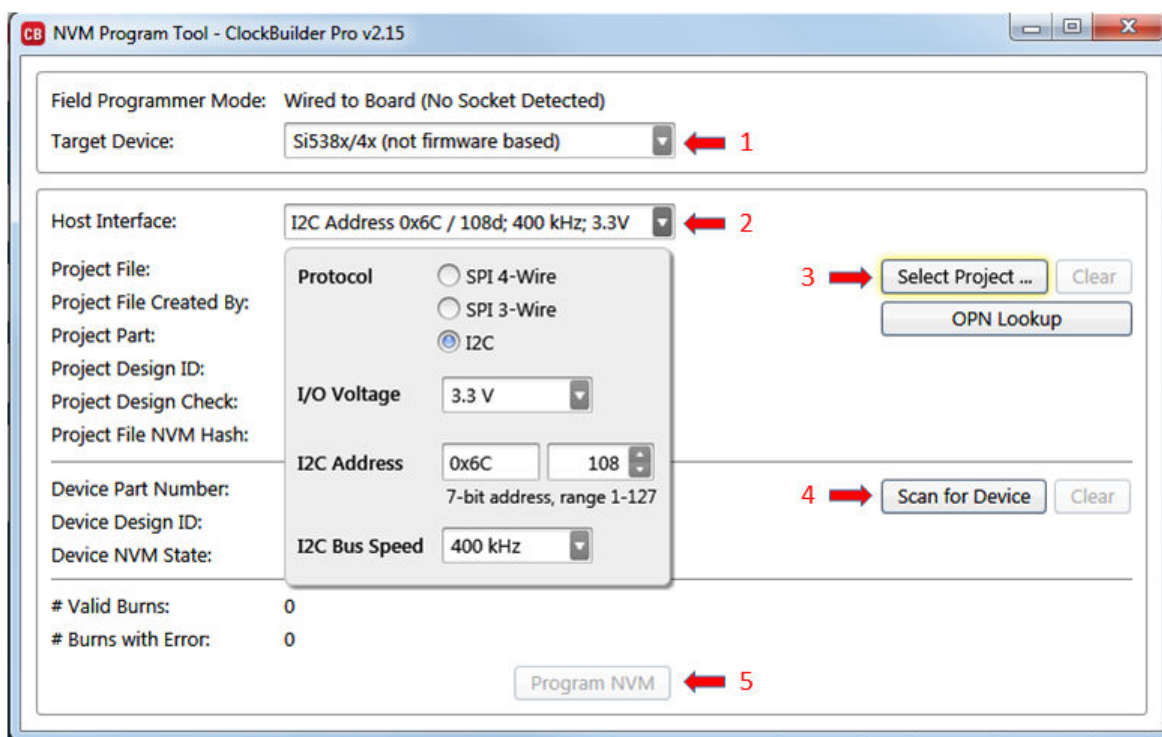 CB NVM Program Tool - ClockBuilder Pro v2.15
Field Programmer Mode: Wired to Board (No Socket Detected)
Target Device: Si538x/4x (not firmware based) 1
Host Interface: I2C Address 0x6C / 108d; 400 kHz; 3.3V 2
Project File: Protocol SPI 4-Wire 3 Select Project ... Clear
Project File Created By: SPI 3-Wire OPN Lookup
Project Part: I2C
Project Design ID:
Project Design Check: I/O Voltage 3.3 V
Project File NVM Hash:
I2C Address 0x6C 108
Device Part Number: 7-bit address, range 1-127 4 Scan for Device Clear
Device Design ID:
Device NVM State: I2C Bus Speed 400 kHz
# Valid Burns: 0
# Burns with Error: 0
Program NVM 5